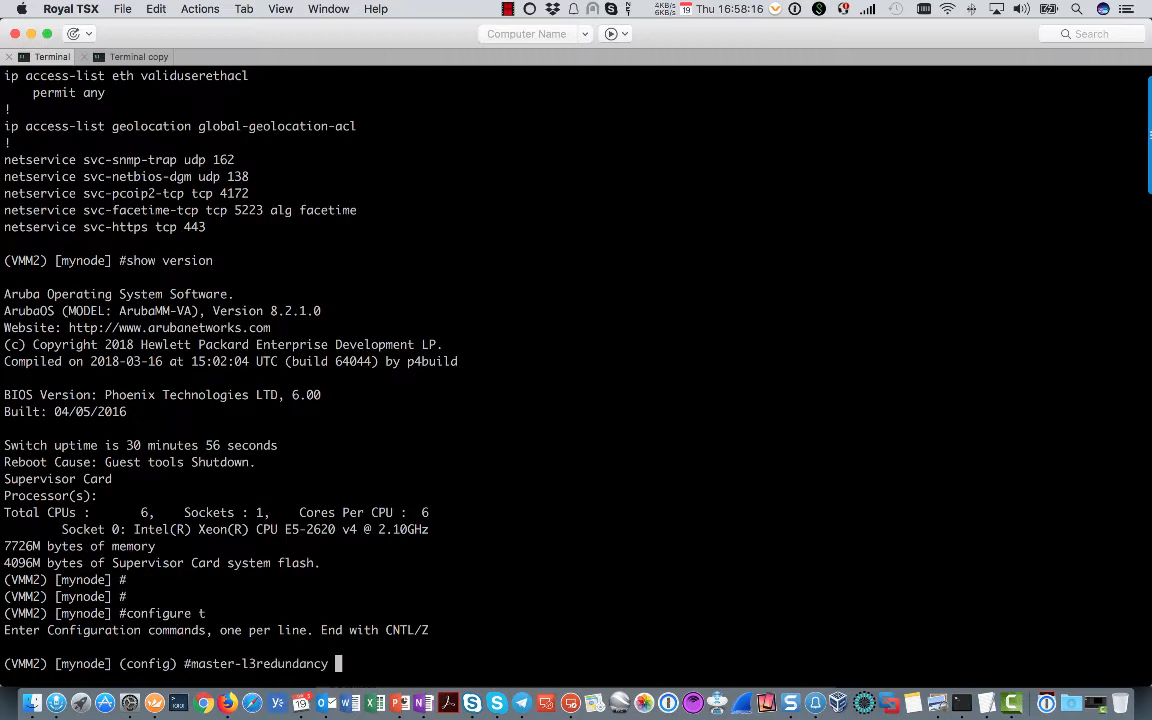 Royal TSX File Edit Actions Tab View Window Help 4KB/s 6KB/s 19 Thu 16:58:16
Computer Name
Search
Terminal Terminal copy
ip access-list eth validuserethacl
    permit any
!
ip access-list geolocation global-geolocation-acl
!
netservice svc-snmp-trap udp 162
netservice svc-netbios-dgm udp 138
netservice svc-pcoip2-tcp tcp 4172
netservice svc-facetime-tcp tcp 5223 alg facetime
netservice svc-https tcp 443
(VMM2) [mynode] #show version
Aruba Operating System Software.
ArubaOS (MODEL: ArubaMM-VA), Version 8.2.1.0
Website: http://www.arubanetworks.com
(c) Copyright 2018 Hewlett Packard Enterprise Development LP.
Compiled on 2018-03-16 at 15:02:04 UTC (build 64044) by p4build
BIOS Version: Phoenix Technologies LTD, 6.00
Built: 04/05/2016
Switch uptime is 30 minutes 56 seconds
Reboot Cause: Guest tools Shutdown.
Supervisor Card
Processor(s):
Total CPUs :       6,    Sockets : 1,    Cores Per CPU :  6
        Socket 0: Intel(R) Xeon(R) CPU E5-2620 v4 @ 2.10GHz
7726M bytes of memory
4096M bytes of Supervisor Card system flash.
(VMM2) [mynode] #
(VMM2) [mynode] #
(VMM2) [mynode] #configure t
Enter Configuration commands, one per line. End with CNTL/Z
(VMM2) [mynode] (config) #master-l3redundancy